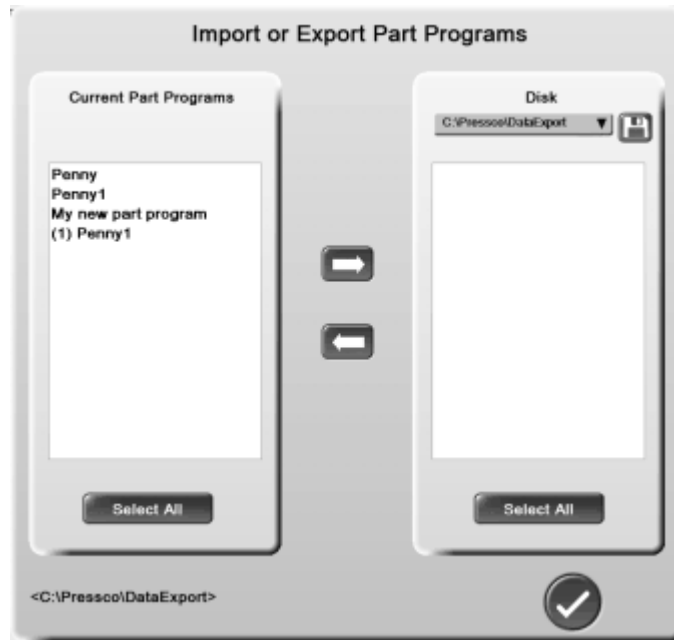 Import or Export Part Programs
Current Part Programs
Penny
Penny1
My new part program
(1) Penny1
Select All
Disk
C:\Pressco\DataExport
Select All
<C:\Pressco\DataExport>